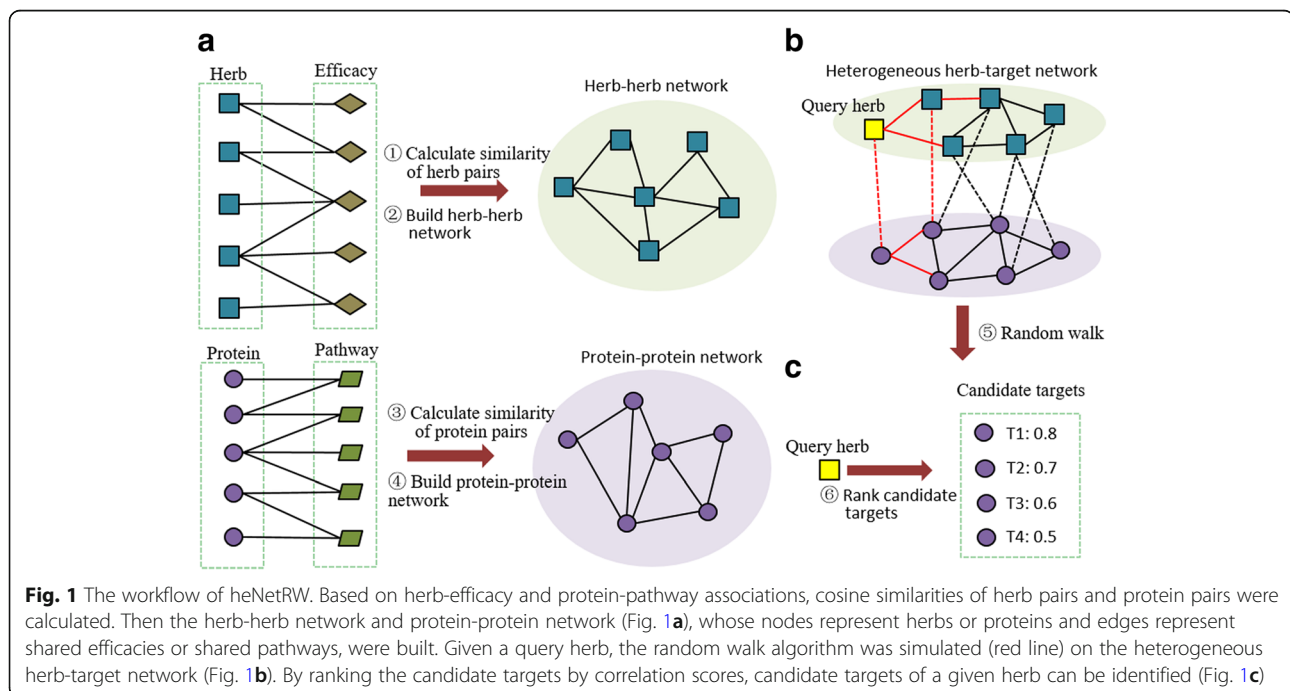 a
Herb
Efficacy
① Calculate similarity
of herb pairs
② Build herb-herb
network
Herb-herb network
Protein
Pathway
③ Calculate similarity
of protein pairs
④ Build protein-protein
network
Protein-protein network
b
Heterogeneous herb-target network
Query herb
⑤ Random walk
c
Candidate targets
Query herb
⑥ Rank candidate
targets
T1: 0.8
T2: 0.7
T3: 0.6
T4: 0.5
Fig. 1 The workflow of heNetRW. Based on herb-efficacy and protein-pathway associations, cosine similarities of herb pairs and protein pairs were
calculated. Then the herb-herb network and protein-protein network (Fig. 1a), whose nodes represent herbs or proteins and edges represent
shared efficacies or shared pathways, were built. Given a query herb, the random walk algorithm was simulated (red line) on the heterogeneous
herb-target network (Fig. 1b). By ranking the candidate targets by correlation scores, candidate targets of a given herb can be identified (Fig. 1c)